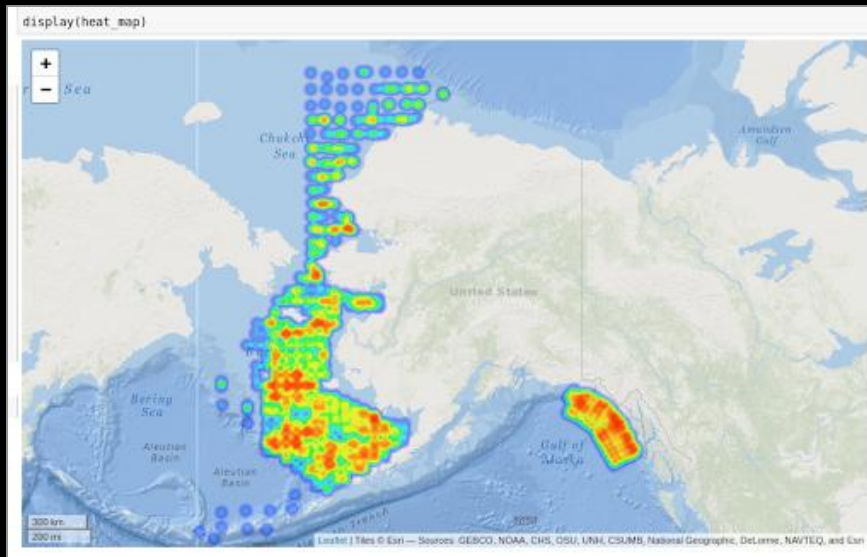 display(heat_map)
+
−
Sea
Chukchi
Sea
Amundsen
Gulf
United States
Bering
Sea
Aleutian
Basin
Aleutian
Basin
Gulf of
Alaska
300 km
200 mi
Leaflet | Tiles © Esri — Sources: GEBCO, NOAA, CHS, OSU, UNH, CSUMB, National Geographic, DeLorme, NAVTEQ, and Esri